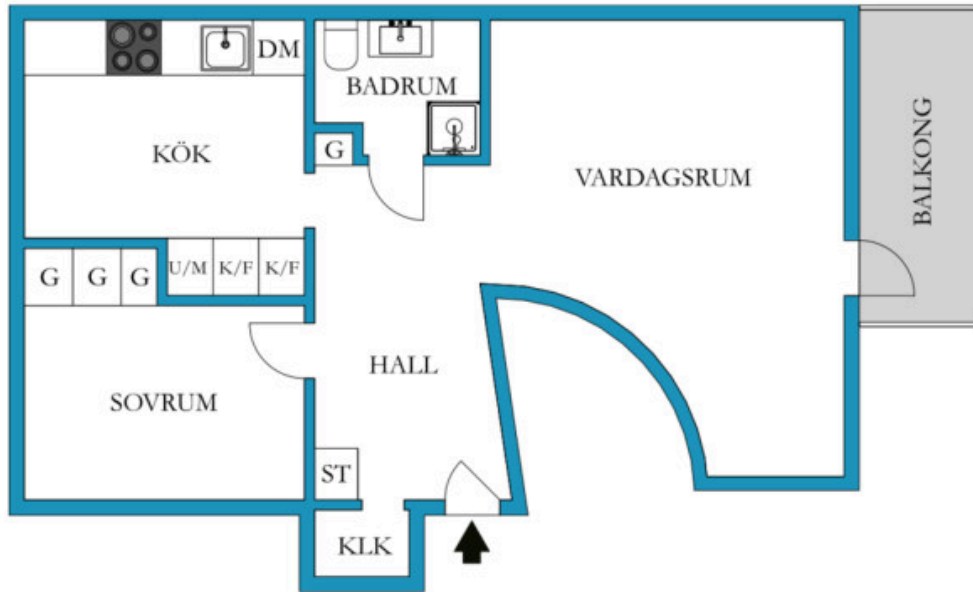 DM
BADRUM
KÖK
G
VARDAGSRUM
BALKONG
G
G
G
U/M
K/F
K/F
HALL
SOVRUM
ST
KLK